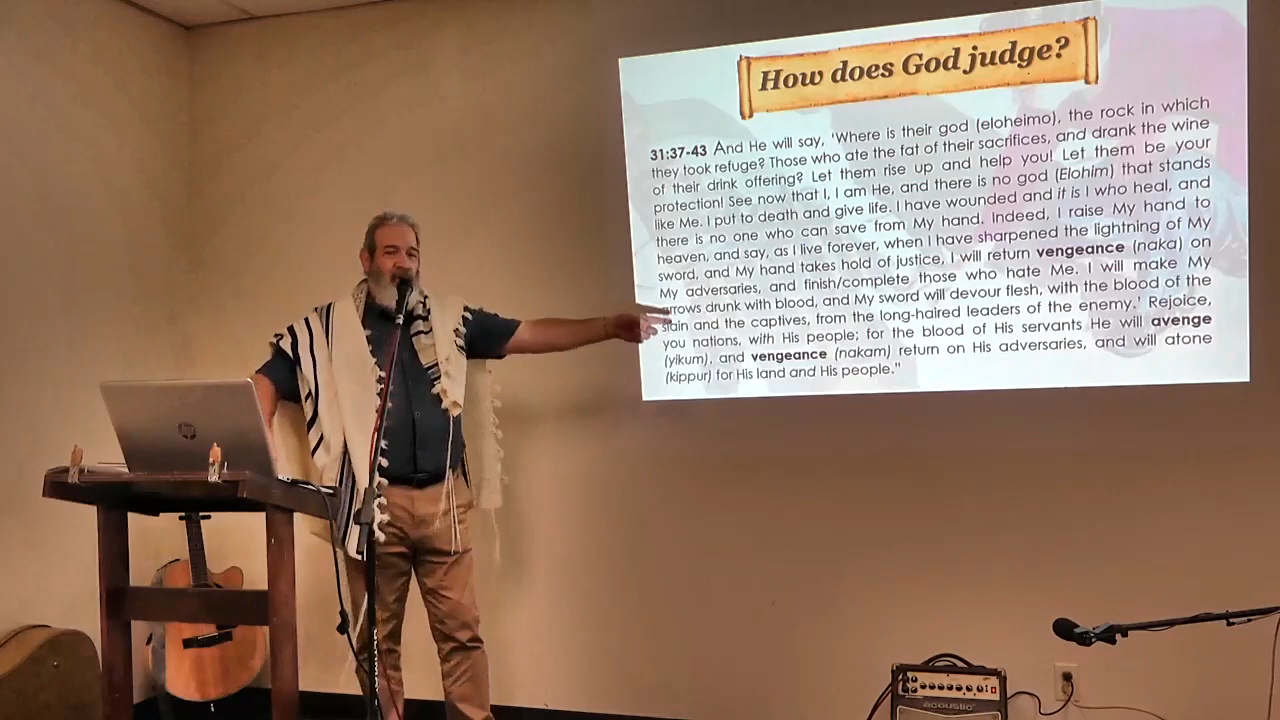 How does God judge?
31:37-43 And He will say, 'Where is their god (eloheimo), the rock in which
they took refuge? Those who ate the fat of their sacrifices, and drank the wine
of their drink offering? Let them rise up and help you! Let them be your
protection! See now that I, I am He, and there is no god (Elohim) that stands
like Me. I put to death and give life. I have wounded and it is I who heal, and
there is no one who can save from My hand. Indeed, I raise My hand to
heaven, and say, as I live forever, when I have sharpened the lightning of My
sword, and My hand takes hold of justice, I will return vengeance (naka) on
My adversaries, and finish/complete those who hate Me. I will make My
arrows drunk with blood, and My sword will devour flesh, with the blood of the
slain and the captives, from the long-haired leaders of the enemy.' Rejoice,
you nations, with His people; for the blood of His servants He will avenge
(yikum), and vengeance (nakam) return on His adversaries, and will atone
(kippur) for His land and His people."
hp
acoustic